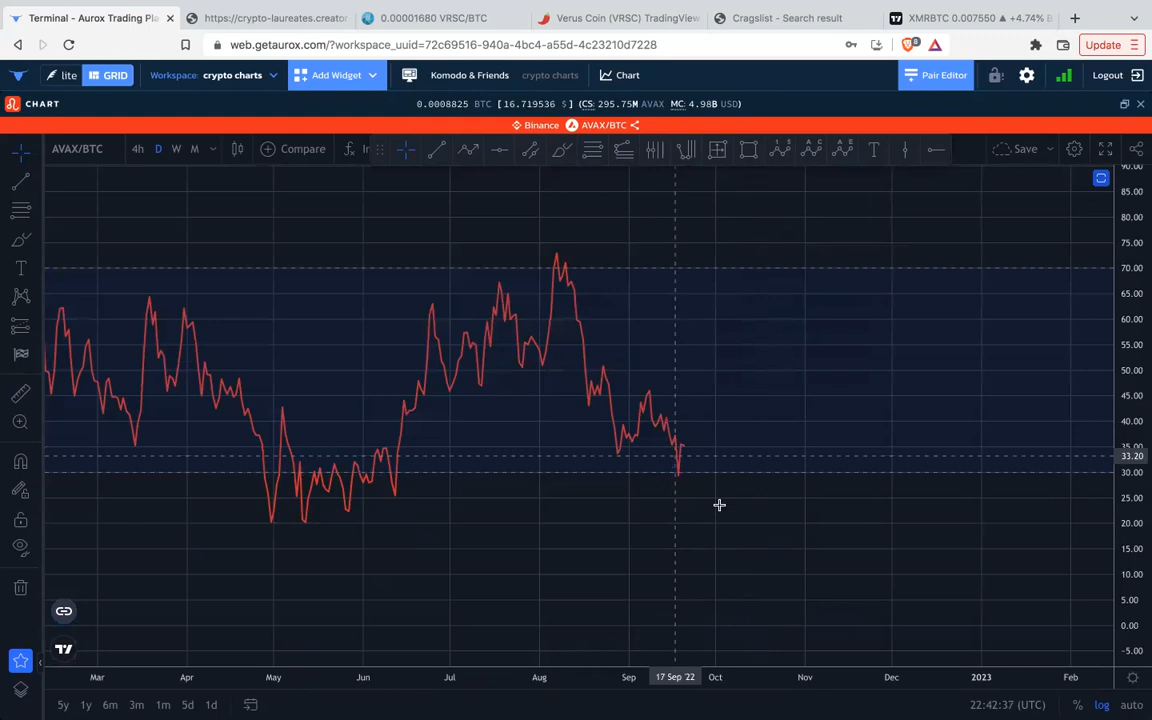 Terminal - Aurox Trading Pla
https://crypto-laureates.creator
0.00001680 VRSC/BTC
Verus Coin (VRSC) TradingView
Cragslist - Search result
XMRBTC 0.007550 ▲ +4.74% B
web.getaurox.com/?workspace_uuid=72c69516-940a-4bc4-a55d-4c23210d7228
8
Update
lite
GRID
Workspace: crypto charts
Add Widget
Komodo & Friends
crypto charts
Chart
Pair Editor
Logout
CHART
0.0008825 BTC [16.719536 $] (CS: 295.75M AVAX MC: 4.98B USD)
Binance AVAX/BTC
AVAX/BTC
4h D W M
Compare
In
Save
90.00
85.00
80.00
75.00
70.00
65.00
60.00
55.00
50.00
45.00
40.00
35.00
33.20
30.00
25.00
20.00
15.00
10.00
5.00
0.00
-5.00
Mar Apr May Jun Jul Aug Sep 17 Sep '22 Oct Nov Dec 2023 Feb
5y 1y 6m 3m 1m 5d 1d
22:42:37 (UTC) % log auto